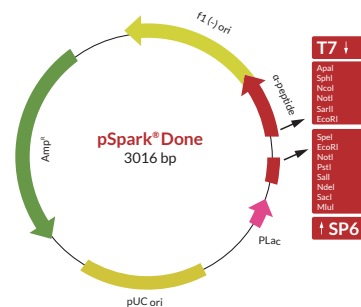 f1 (-) ori
α-peptide
T7 ↓
ApaI
SphI
NcoI
NotI
SarII
EcoRI
pSpark® Done
3016 bp
AmpR
SpeI
EcoRI
NotI
PstI
SalI
NdeI
SacI
MluI
↑ SP6
PLac
pUC ori